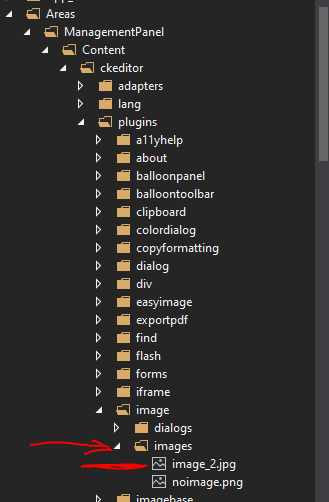 Areas
ManagementPanel
Content
ckeditor
adapters
lang
plugins
a11yhelp
about
balloonpanel
balloontoolbar
clipboard
colordialog
copyformatting
dialog
div
easyimage
exportpdf
find
flash
forms
iframe
image
dialogs
images
image_2.jpg
noimage.png
imagebase